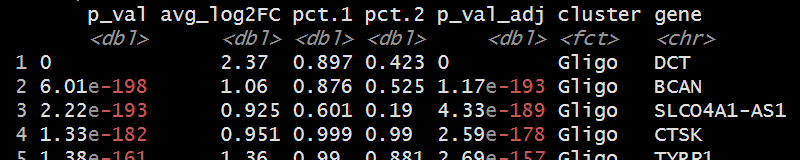 p_val avg_log2FC pct.1 pct.2 p_val_adj cluster gene
<dbl> <dbl> <dbl> <dbl> <dbl> <fct> <chr>
1 0 2.37 0.897 0.423 0 Gligo DCT
2 6.01e-198 1.06 0.876 0.525 1.17e-193 Gligo BCAN
3 2.22e-193 0.925 0.601 0.19 4.33e-189 Gligo SLCO4A1-AS1
4 1.33e-182 0.951 0.999 0.99 2.59e-178 Gligo CTSK
5 1.38e-161 1.36 0.99 0.881 2.69e-157 Gligo TYRP1